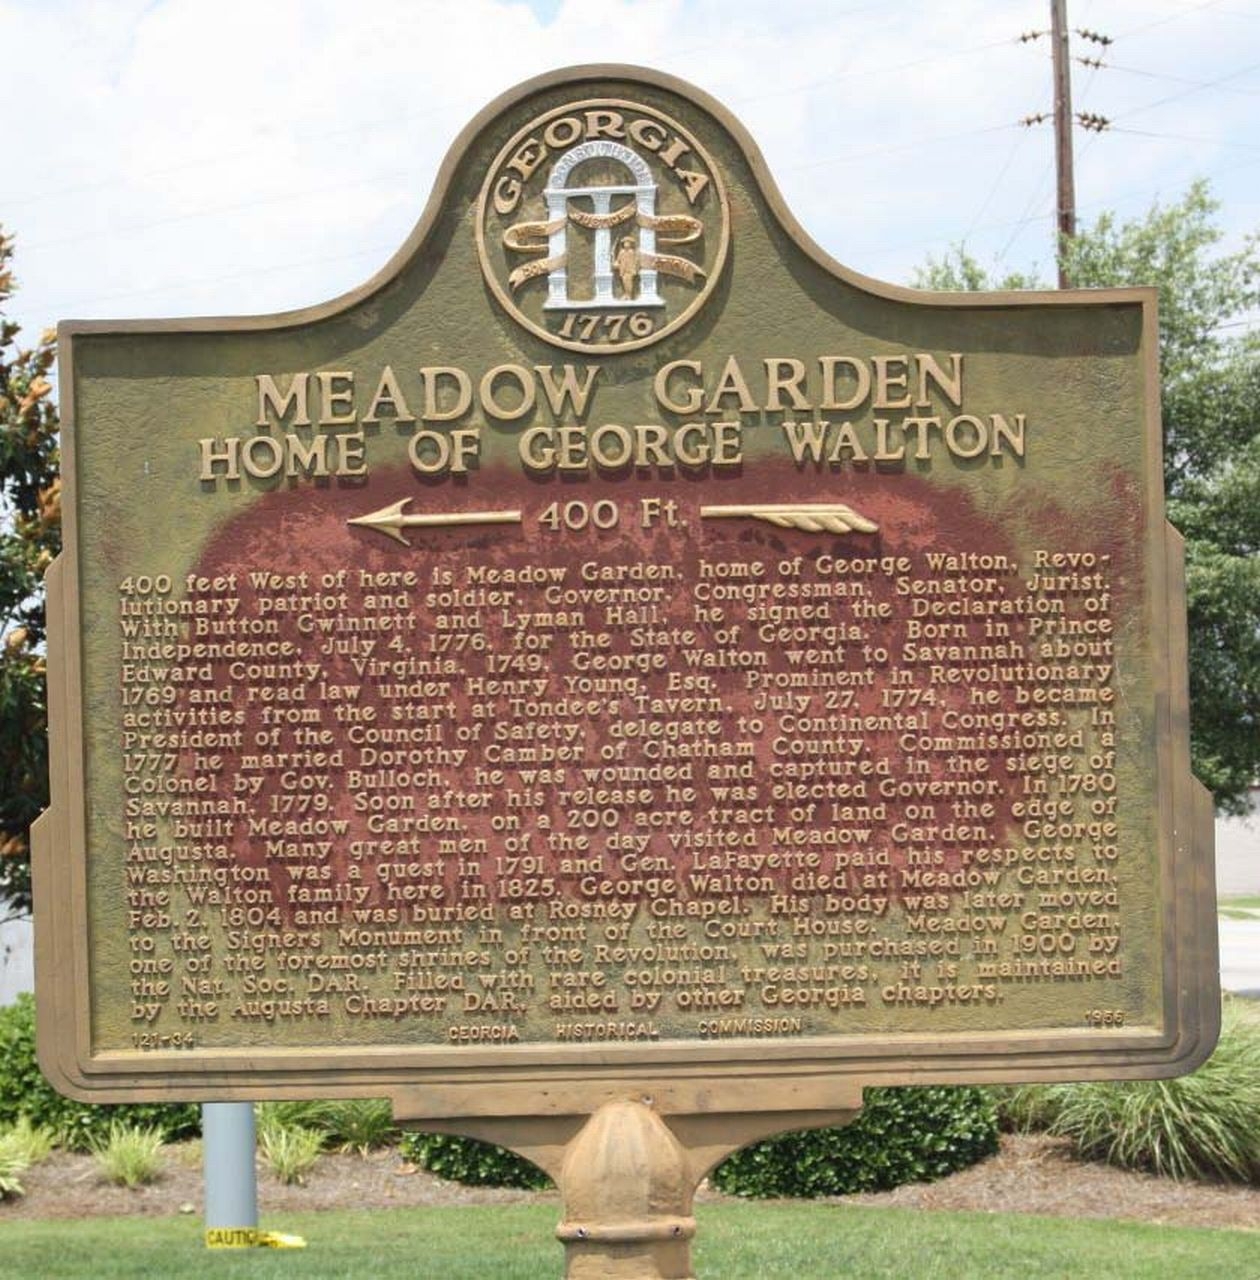 GEORGIA
CONSTITUTION
JUSTICE
1776
MEADOW GARDEN
HOME OF GEORGE WALTON
400 Ft.
400 feet West of here is Meadow Garden, home of George Walton, Revo-
lutionary patriot and soldier, Governor, Congressman, Senator, Jurist.
With Button Gwinnett and Lyman Hall, he signed the Declaration of
Independence, July 4, 1776, for the State of Georgia. Born in Prince
Edward County, Virginia, 1749, George Walton went to Savannah about
1769 and read law under Henry Young, Esq. Prominent in Revolutionary
activities from the start at Tondee's Tavern, July 27, 1774, he became
President of the Council of Safety, delegate to Continental Congress. In
1777 he married Dorothy Camber of Chatham County. Commissioned a
Colonel by Gov. Bulloch, he was wounded and captured in the siege of
Savannah, 1779. Soon after his release he was elected Governor. In 1780
he built Meadow Garden, on a 200 acre tract of land on the edge of
Augusta. Many great men of the day visited Meadow Garden. George
Washington was a guest in 1791 and Gen. LaFayette paid his respects to
the Walton family here in 1825. George Walton died at Meadow Garden,
Feb. 2, 1804 and was buried at Rosney Chapel. His body was later moved
to the Signers Monument in front of the Court House. Meadow Garden,
one of the foremost shrines of the Revolution, was purchased in 1900 by
the Nat. Soc. DAR. Filled with rare colonial treasures, it is maintained
by the Augusta Chapter DAR, aided by other Georgia chapters.
121-34 GEORGIA HISTORICAL COMMISSION 1956